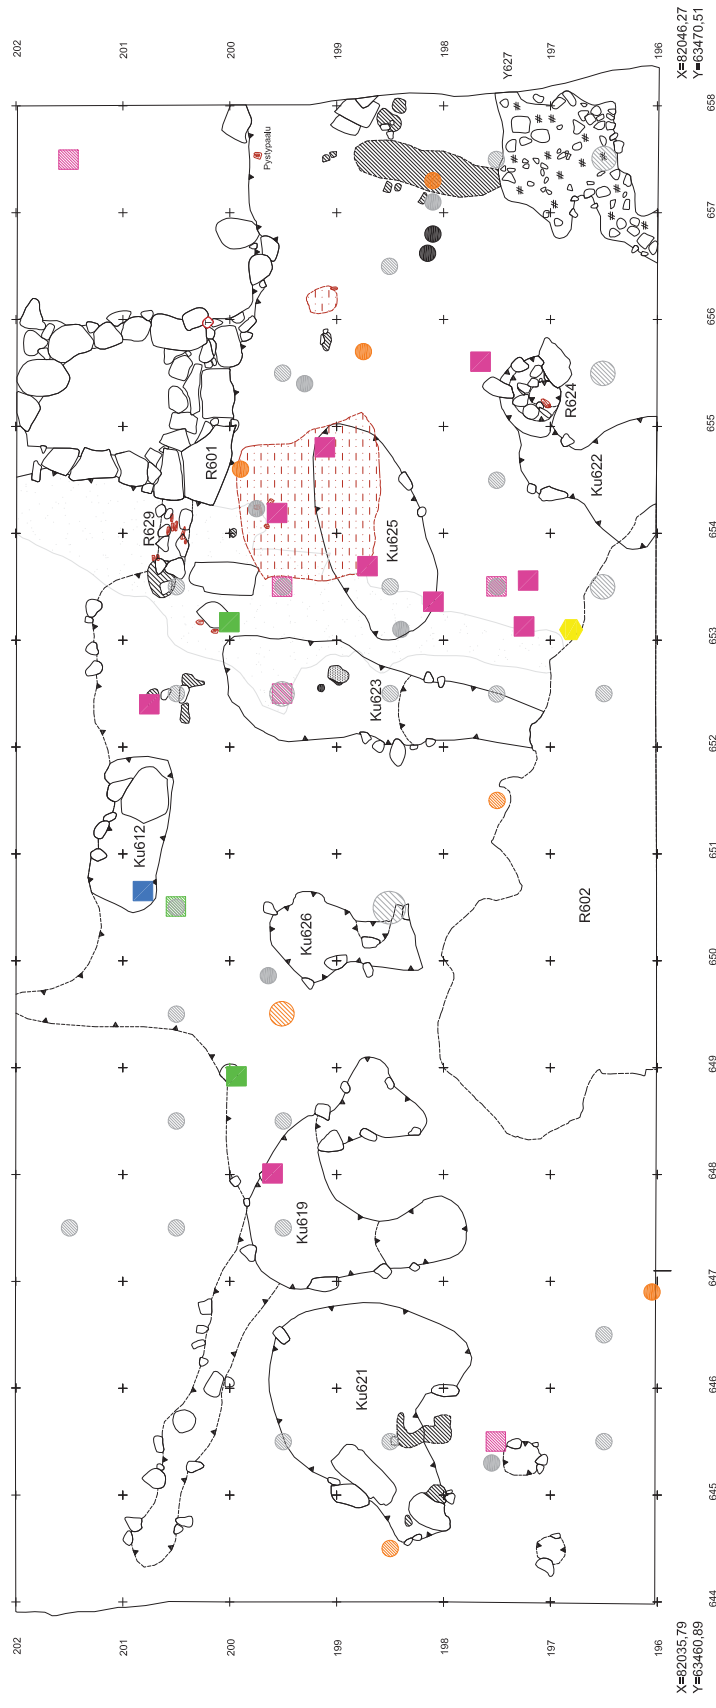 202
201
200
199
198
197
196
X=82046,27
Y=63470,51
Y627
658
Pystypaalu
657
656
R624
655
R601
Ku622
R629
Ku625
654
653
Ku623
652
Ku612
651
R602
Ku626
650
649
648
Ku619
647
Ku621
646
645
644
202
201
200
199
198
197
196
X=82035,79
Y=63460,89